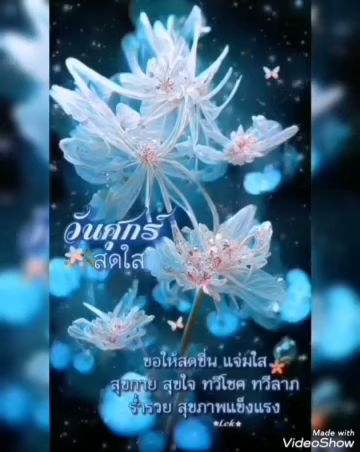 วันศุกร์
สดใส
ขอให้สดชื่น แจ่มใส
สุขกาย สุขใจ ทวีโชค ทวีลาภ
ร่ำรวย สุขภาพแข็งแรง
*Lek*
Made with
VideoShow